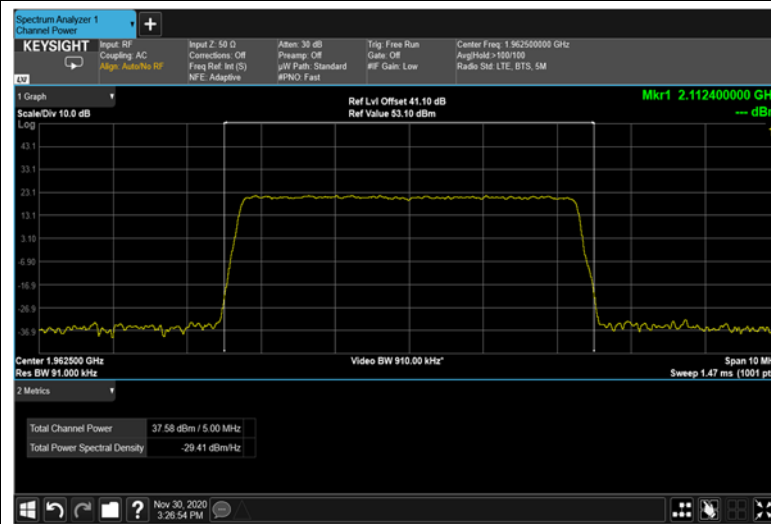 Spectrum Analyzer 1
Channel Power
KEYSIGHT
Input: RF
Coupling: AC
Align: Auto/No RF
Input Z: 50 Ω
Corrections: Off
Freq Ref: Int (S)
NFE: Adaptive
Atten: 30 dB
Preamp: Off
µW Path: Standard
#PNO: Fast
Trig: Free Run
Gate: Off
#IF Gain: Low
Center Freq: 1.962500000 GHz
Avg|Hold:>100/100
Radio Std: LTE, BTS, 5M
LXI
1 Graph
Scale/Div 10.0 dB
Ref Lvl Offset 41.10 dB
Ref Value 53.10 dBm
Mkr1 2.112400000 GH
--- dBm
Log
43.1
33.1
23.1
13.1
3.10
-6.90
-16.9
-26.9
-36.9
Center 1.962500 GHz
Res BW 91.000 kHz
Video BW 910.00 kHz*
Span 10 MH
Sweep 1.47 ms (1001 pt
2 Metrics
Total Channel Power 37.58 dBm / 5.00 MHz
Total Power Spectral Density -29.41 dBm/Hz
?
Nov 30, 2020
3:26:54 PM